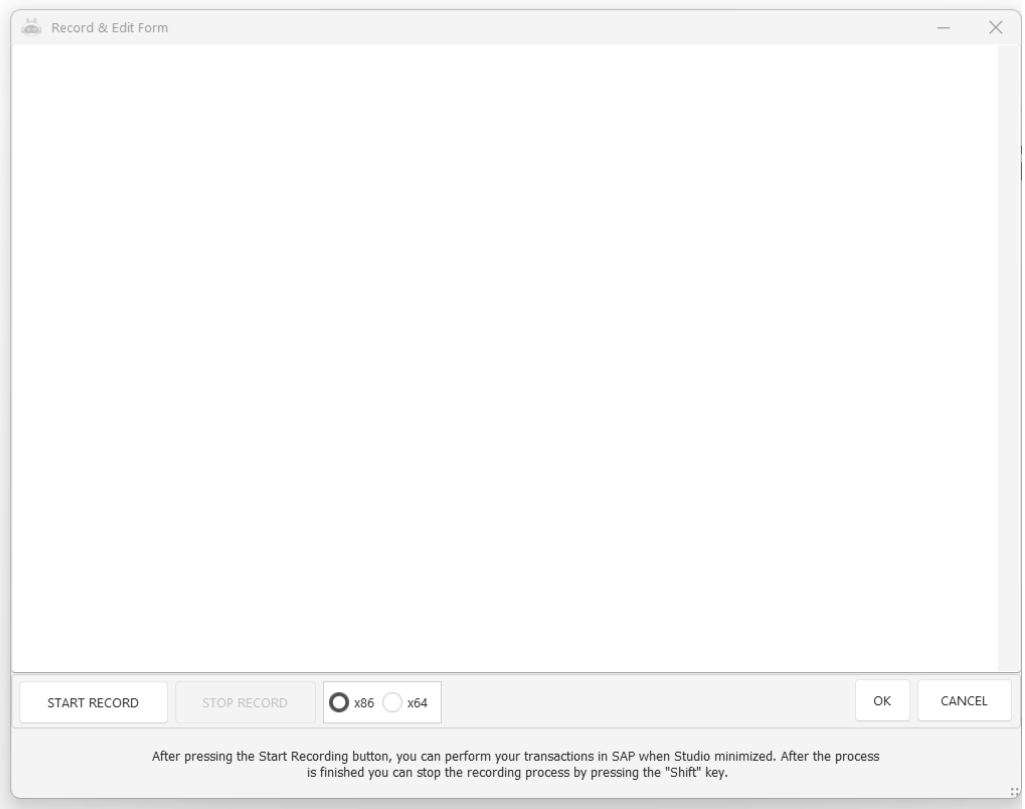 Record & Edit Form
START RECORD
STOP RECORD
x86
x64
OK
CANCEL
After pressing the Start Recording button, you can perform your transactions in SAP when Studio minimized. After the process
is finished you can stop the recording process by pressing the "Shift" key.